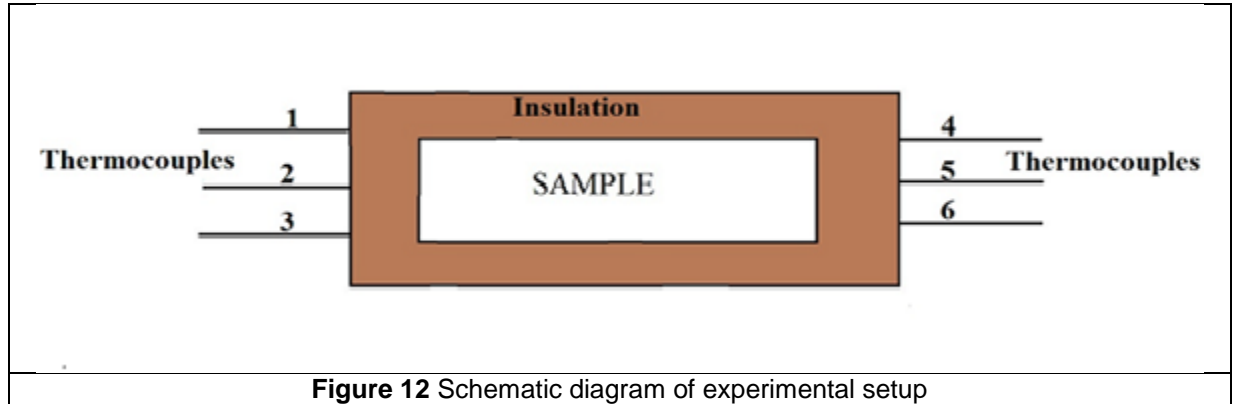 Insulation
1
Thermocouples
2
3
SAMPLE
4
Thermocouples
5
6
Figure 12 Schematic diagram of experimental setup